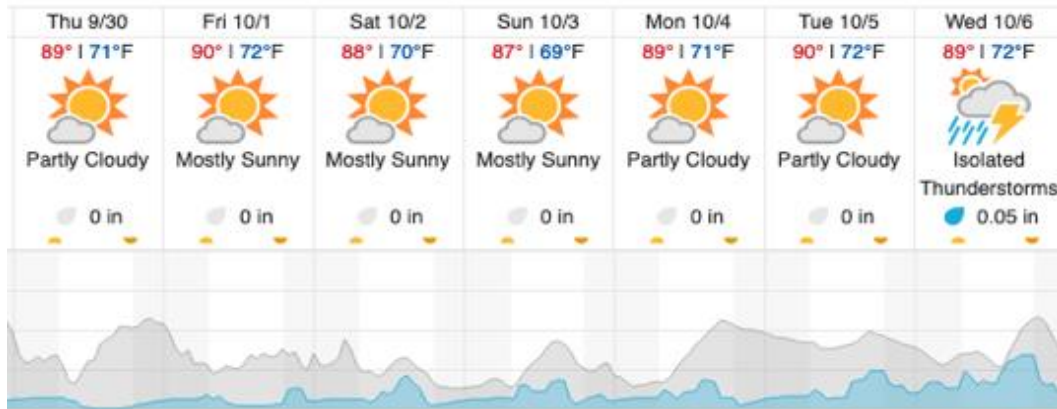 Thu 9/30 Fri 10/1 Sat 10/2 Sun 10/3 Mon 10/4 Tue 10/5 Wed 10/6
89° | 71°F 90° | 72°F 88° | 70°F 87° | 69°F 89° | 71°F 90° | 72°F 89° | 72°F
Partly Cloudy Mostly Sunny Mostly Sunny Mostly Sunny Partly Cloudy Partly Cloudy Isolated
Thunderstorms
0 in 0 in 0 in 0 in 0 in 0 in 0.05 in